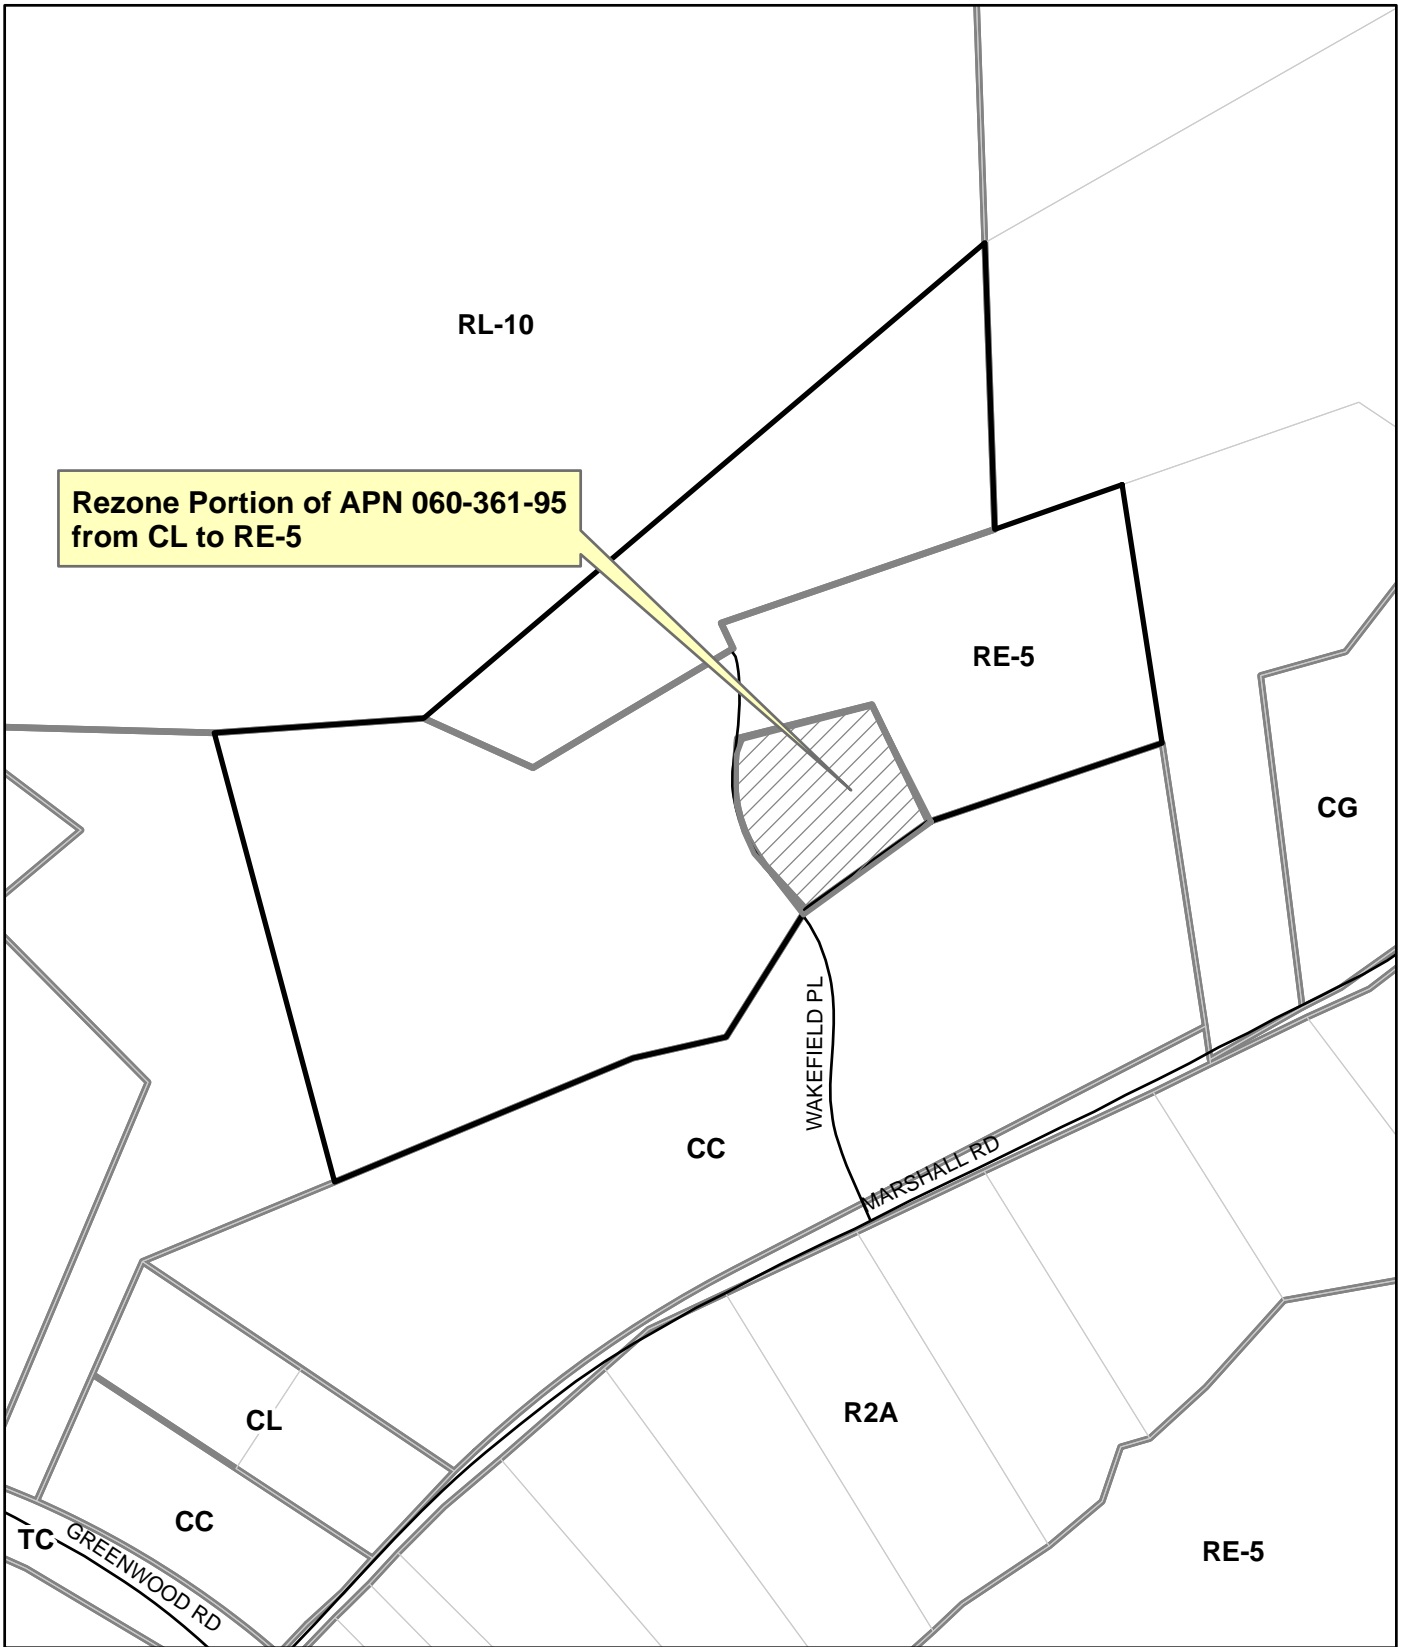 RL-10
Rezone Portion of APN 060-361-95
from CL to RE-5
RE-5
CG
WAKEFIELD PL
CC
MARSHALL RD
CL
R2A
CC
TC
GREENWOOD RD
RE-5